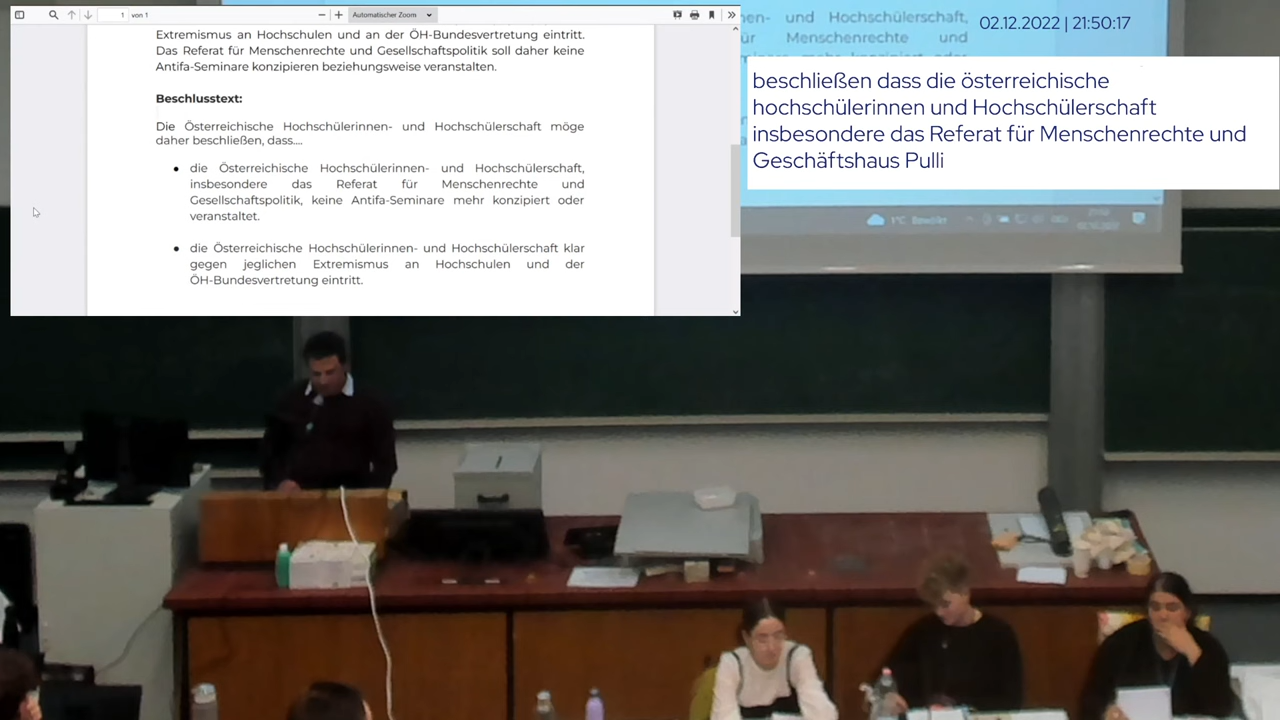 1 von 1 Automatischer Zoom
Extremismus an Hochschulen und an der ÖH-Bundesvertretung eintritt.
Das Referat für Menschenrechte und Gesellschaftspolitik soll daher keine
Antifa-Seminare konzipieren beziehungsweise veranstalten.
Beschlusstext:
Die Österreichische Hochschülerinnen- und Hochschülerschaft möge
daher beschließen, dass....
• die Österreichische Hochschülerinnen- und Hochschülerschaft,
insbesondere das Referat für Menschenrechte und
Gesellschaftspolitik, keine Antifa-Seminare mehr konzipiert oder
veranstaltet.
• die Österreichische Hochschülerinnen- und Hochschülerschaft klar
gegen jeglichen Extremismus an Hochschulen und der
ÖH-Bundesvertretung eintritt.
nen- und Hochschülerschaft,
für Menschenrechte und
02.12.2022 | 21:50:17
beschließen dass die österreichische
hochschülerinnen und Hochschülerschaft
insbesondere das Referat für Menschenrechte und
Geschäftshaus Pulli
1°C Bewölkt